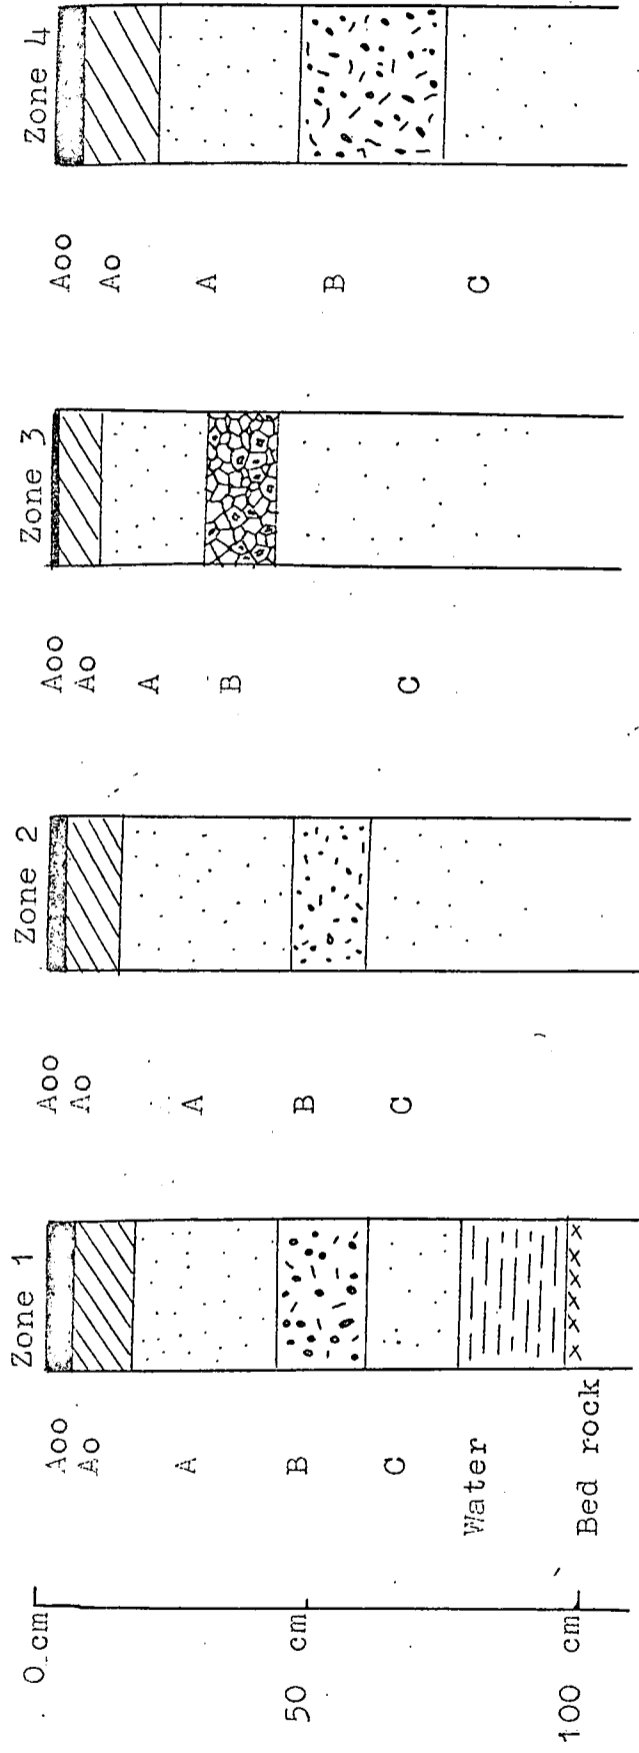 Zone 1
Zone 2
Zone 3
Zone 4
0 cm
50 cm
100 cm
Aoo
Ao
A
B
C
Water
Bed rock
Aoo
Ao
A
B
C
Aoo
Ao
A
B
C
Aoo
Ao
A
B
C